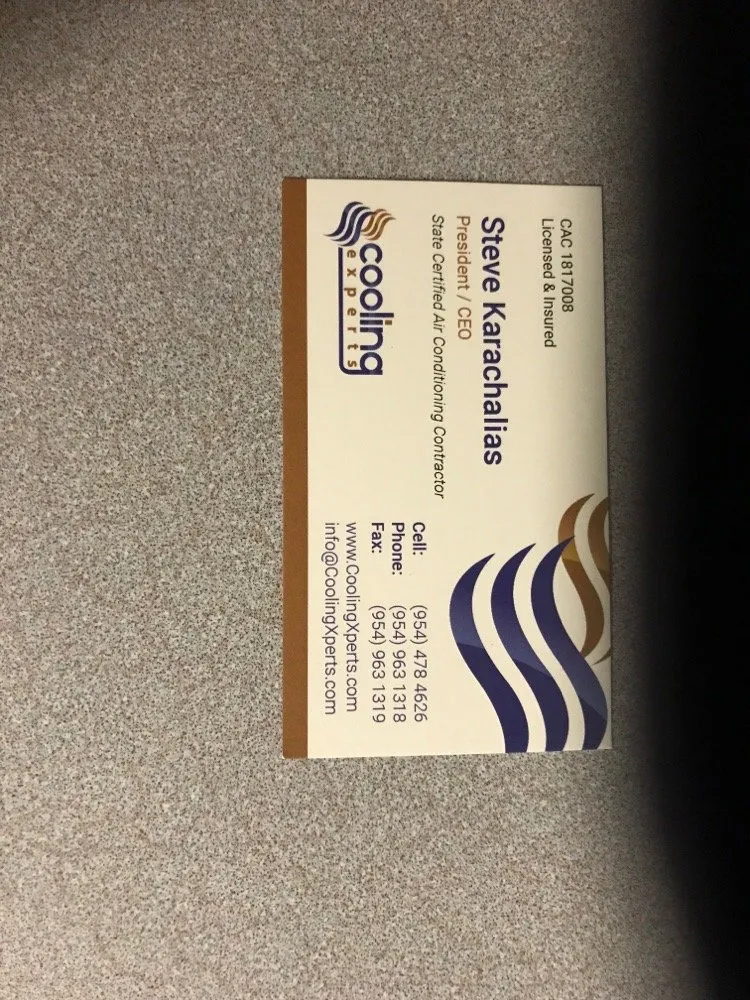 CAC 1817008
Licensed & Insured
Steve Karachalias
President / CEO
State Certified Air Conditioning Contractor
cooling
experts
Cell: (954) 478 4626
Phone: (954) 963 1318
Fax: (954) 963 1319
www.CoolingXperts.com
info@CoolingXperts.com